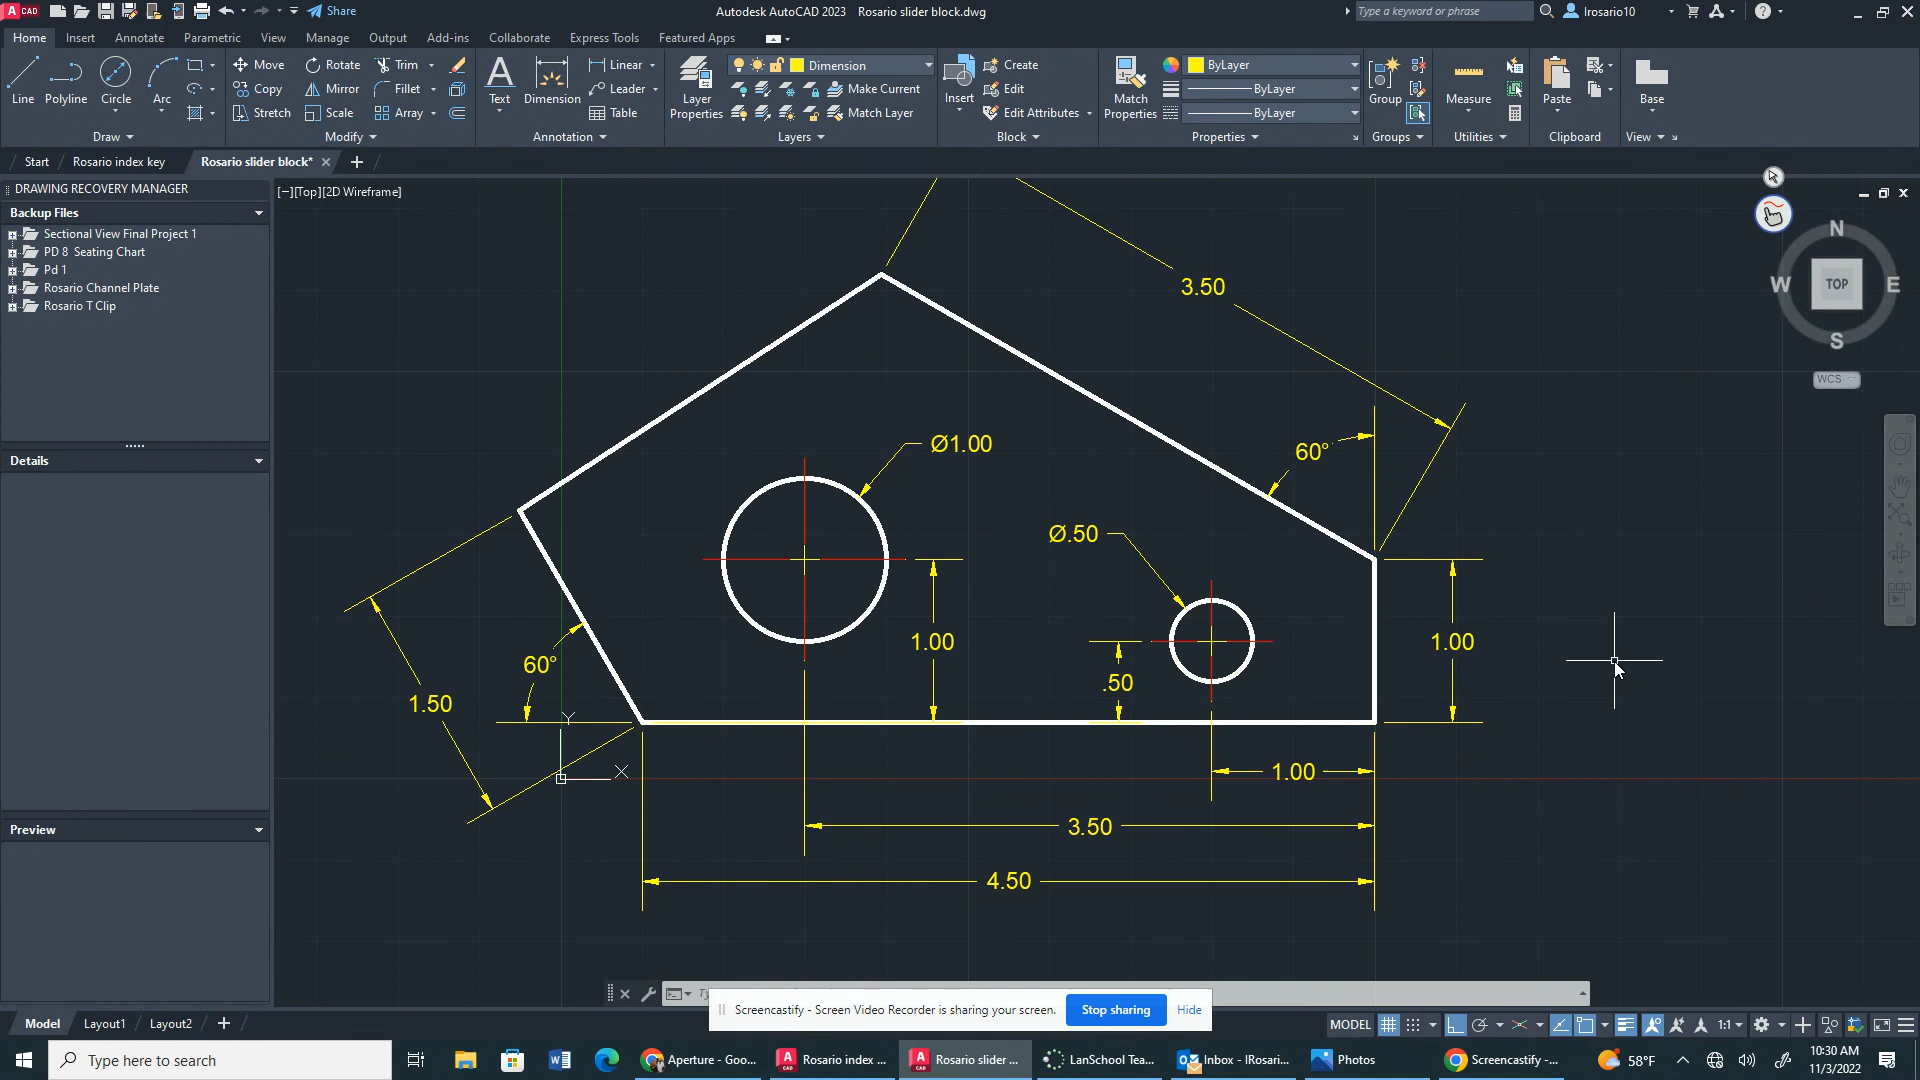 CAD
Share
Autodesk AutoCAD 2023 Rosario slider block.dwg
Type a keyword or phrase
lrosario10
Home Insert Annotate Parametric View Manage Output Add-ins Collaborate Express Tools Featured Apps
Line Polyline Circle Arc
Move Rotate Trim
Copy Mirror Fillet
Stretch Scale Array
Text Dimension
Linear
Leader
Table
Layer Properties
Dimension
Make Current
Match Layer
Insert
Create
Edit
Edit Attributes
Match Properties
ByLayer
ByLayer
ByLayer
Group
Measure
Paste
Base
Draw Modify Annotation Layers Block Properties Groups Utilities Clipboard View
Start Rosario index key Rosario slider block*
DRAWING RECOVERY MANAGER
Backup Files
Sectional View Final Project 1
PD 8 Seating Chart
Pd 1
Rosario Channel Plate
Rosario T Clip
Details
Preview
[−][Top][2D Wireframe]
N
W TOP E
S
WCS
3.50
Ø1.00
60°
Ø.50
1.00
1.00
60°
.50
1.50
Y
X
1.00
3.50
4.50
Screencastify - Screen Video Recorder is sharing your screen. Stop sharing Hide
Model Layout1 Layout2
MODEL 1:1
Type here to search
Aperture - Goo...
Rosario index ...
Rosario slider ...
LanSchool Tea...
Inbox - IRosari...
Photos
Screencastify -...
58°F
10:30 AM
11/3/2022